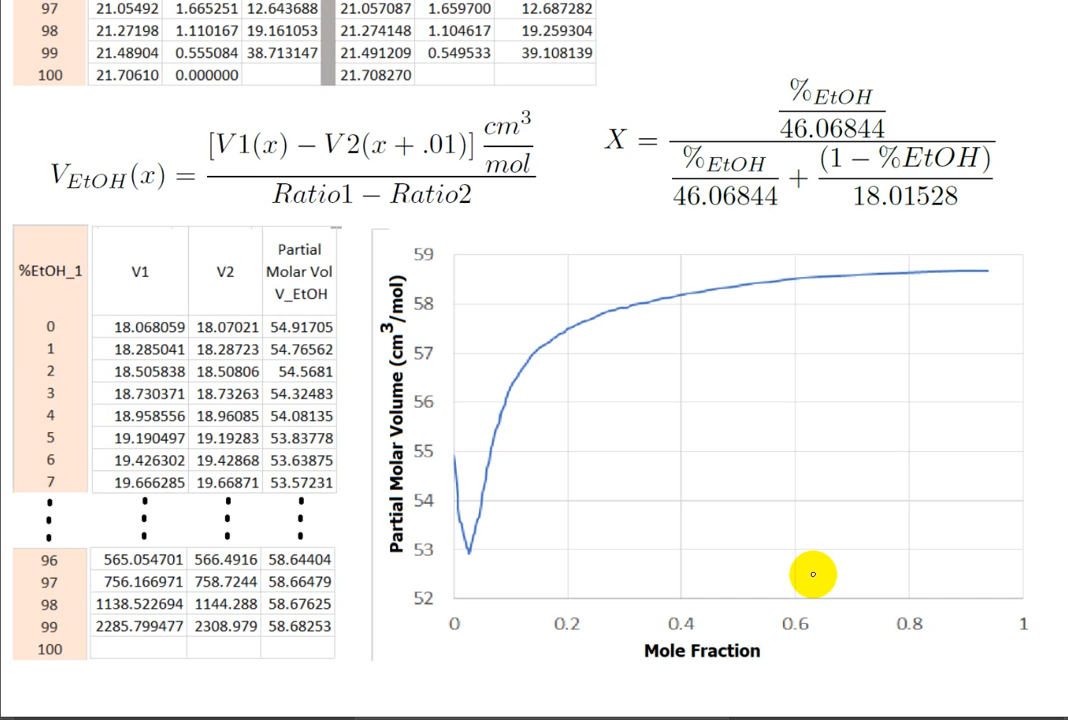 97 21.05492 1.665251 12.643688 21.057087 1.659700 12.687282
98 21.27198 1.110167 19.161053 21.274148 1.104617 19.259304
99 21.48904 0.555084 38.713147 21.491209 0.549533 39.108139
100 21.70610 0.000000 21.708270
V_EtOH(x) = [V1(x) − V2(x + .01)] cm³/mol
Ratio1 − Ratio2
X = %EtOH
46.06844
%EtOH + (1 − %EtOH)
46.06844 18.01528
%EtOH_1 V1 V2 Partial
Molar Vol
V_EtOH
0 18.068059 18.07021 54.91705
1 18.285041 18.28723 54.76562
2 18.505838 18.50806 54.5681
3 18.730371 18.73263 54.32483
4 18.958556 18.96085 54.08135
5 19.190497 19.19283 53.83778
6 19.426302 19.42868 53.63875
7 19.666285 19.66871 53.57231
96 565.054701 566.4916 58.64404
97 756.166971 758.7244 58.66479
98 1138.522694 1144.288 58.67625
99 2285.799477 2308.979 58.68253
100
Partial Molar Volume (cm³/mol)
59
58
57
56
55
54
53
52
0 0.2 0.4 0.6 0.8 1
Mole Fraction